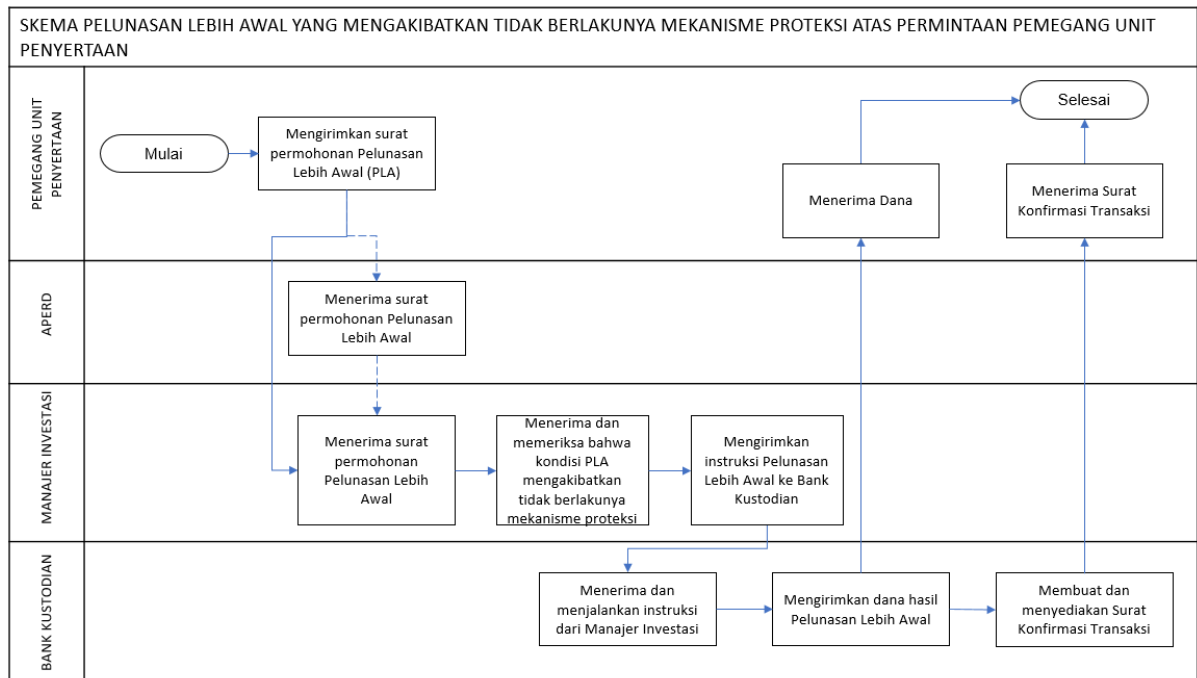 SKEMA PELUNASAN LEBIH AWAL YANG MENGAKIBATKAN TIDAK BERLAKUNYA MEKANISME PROTEKSI ATAS PERMINTAAN PEMEGANG UNIT
PENYERTAAN
PEMEGANG UNIT
PENYERTAAN
Mulai
Mengirimkan surat
permohonan Pelunasan
Lebih Awal (PLA)
Menerima Dana
Selesai
Menerima Surat
Konfirmasi Transaksi
APERD
Menerima surat
permohonan Pelunasan
Lebih Awal
MANAJER INVESTASI
Menerima surat
permohonan
Pelunasan Lebih
Awal
Menerima dan
memeriksa bahwa
kondisi PLA
mengakibatkan
tidak berlakunya
mekanisme proteksi
Mengirimkan
instruksi Pelunasan
Lebih Awal ke Bank
Kustodian
BANK KUSTODIAN
Menerima dan
menjalankan instruksi
dari Manajer Investasi
Mengirimkan dana hasil
Pelunasan Lebih Awal
Membuat dan
menyediakan Surat
Konfirmasi Transaksi